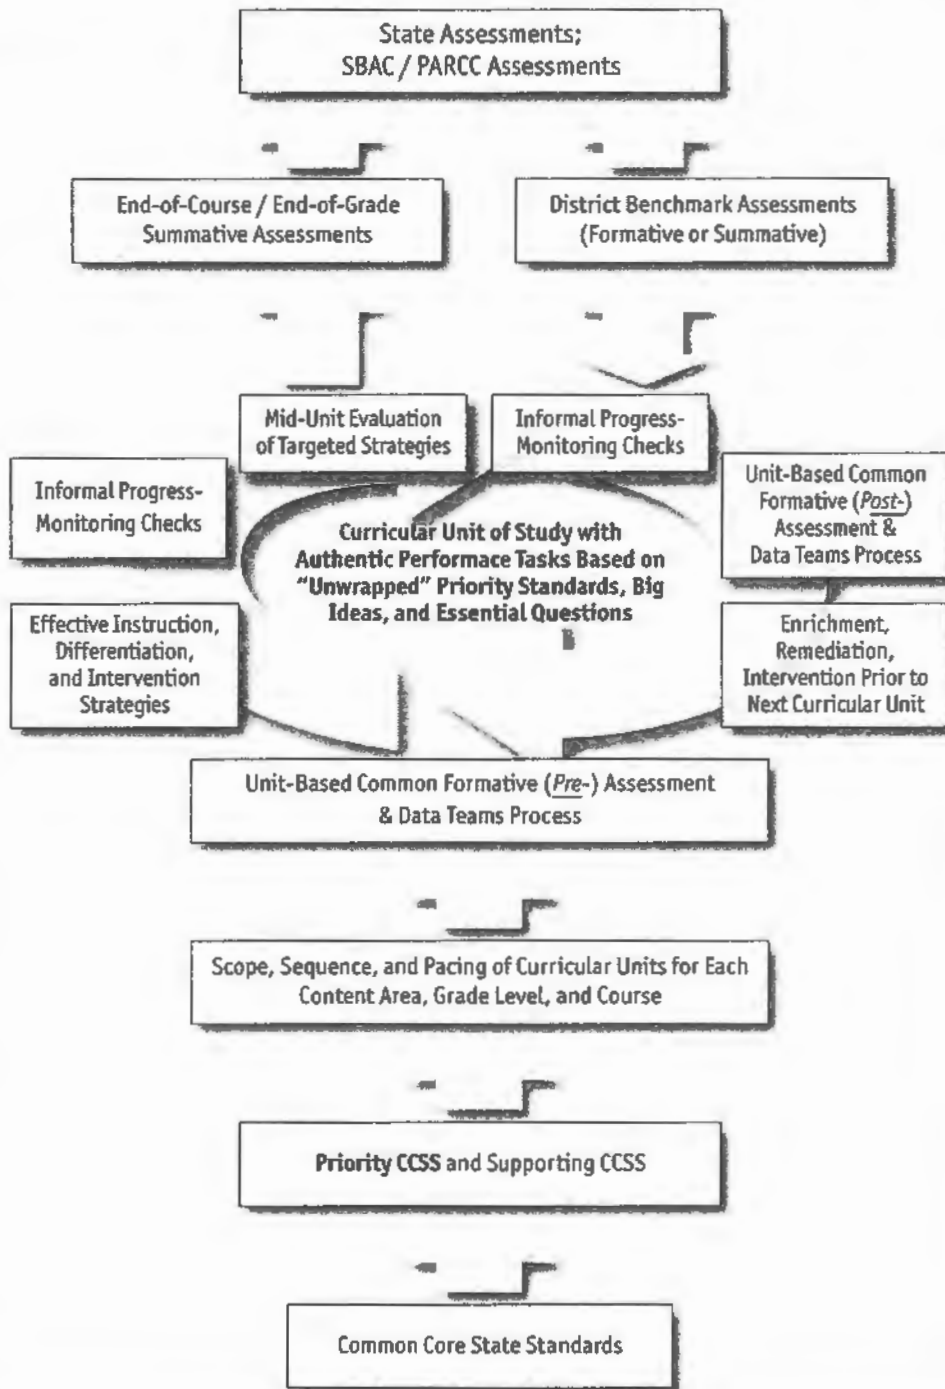 State Assessments;
SBAC / PARCC Assessments
End-of-Course / End-of-Grade
Summative Assessments
District Benchmark Assessments
(Formative or Summative)
Mid-Unit Evaluation
of Targeted Strategies
Informal Progress-
Monitoring Checks
Informal Progress-
Monitoring Checks
Unit-Based Common
Formative (Post-)
Assessment &
Data Teams Process
Curricular Unit of Study with
Authentic Performace Tasks Based on
“Unwrapped” Priority Standards, Big
Ideas, and Essential Questions
Effective Instruction,
Differentiation,
and Intervention
Strategies
Enrichment,
Remediation,
Intervention Prior to
Next Curricular Unit
Unit-Based Common Formative (Pre-) Assessment
& Data Teams Process
Scope, Sequence, and Pacing of Curricular Units for Each
Content Area, Grade Level, and Course
Priority CCSS and Supporting CCSS
Common Core State Standards